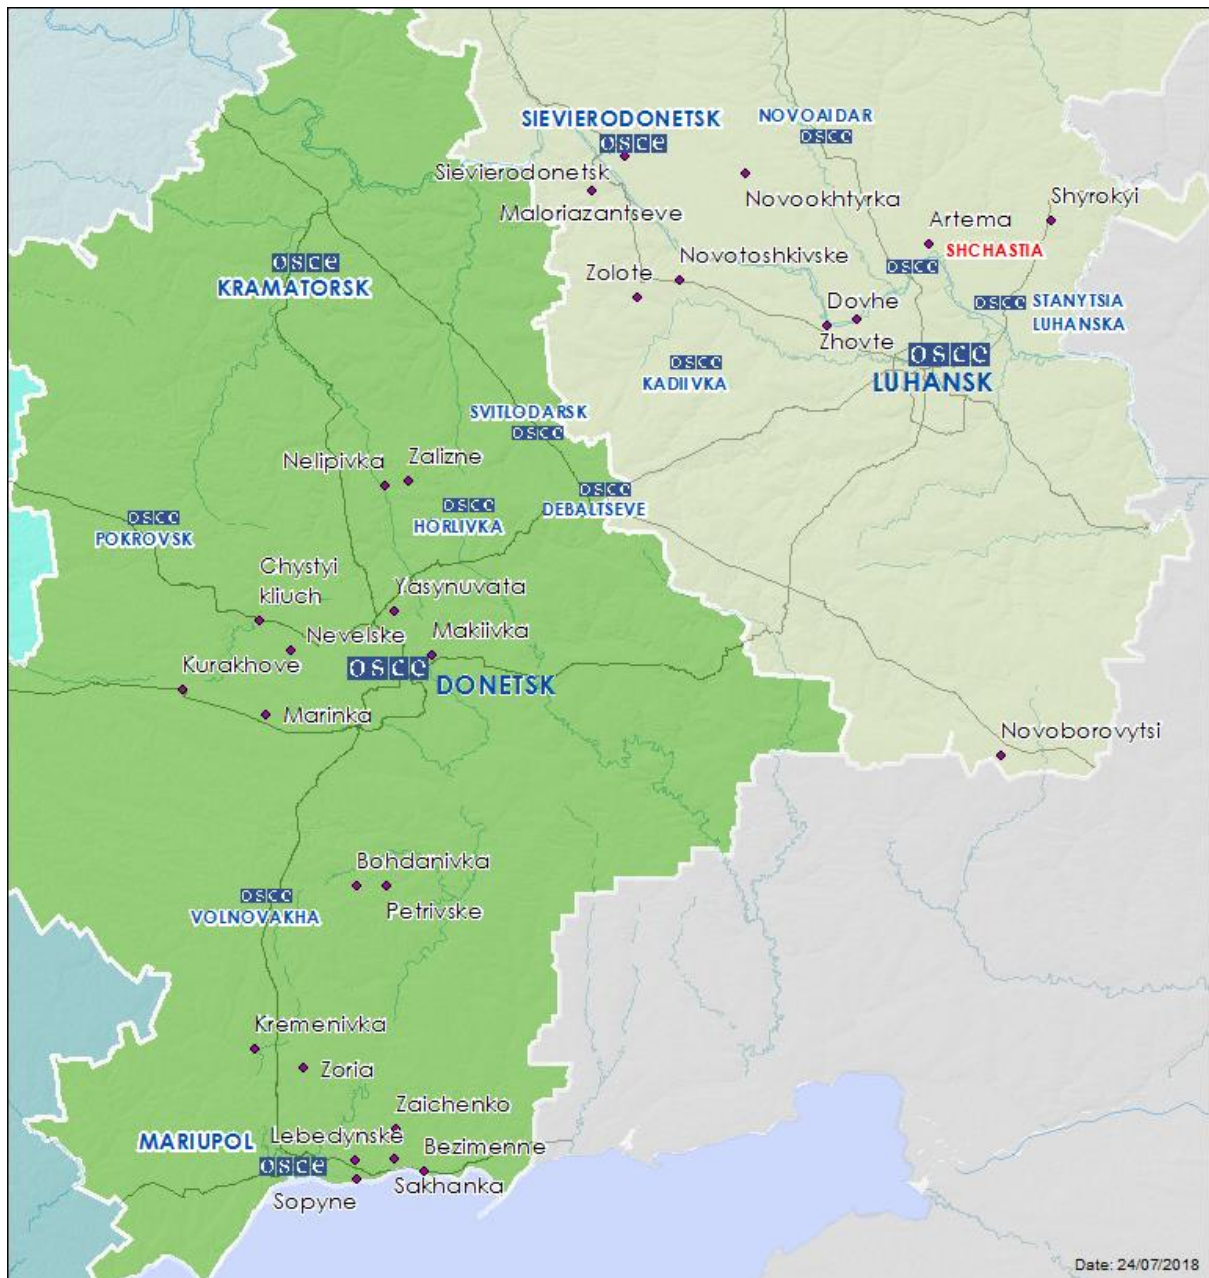 SIEVIERODONETSK
osce
NOVOAIDAR
osce
Sievierodonetsk
Maloriazantseve
Novookhtyrka
Artema
SHCHASTIA
osce
Shyrokyi
osce
KRAMATORSK
Zolote
Novotoshkivske
Dovhe
Zhovte
osce
STANYTSIA
LUHANSKA
osce
LUHANSK
osce
KADIIVKA
SVITLODARSK
osce
Nelipivka
Zalizne
osce
HORLIVKA
osce
DEBALTSEVE
osce
POKROVSK
Chystyi
kliuch
Yasynuvata
Nevelske
Makiivka
Kurakhove
osce
DONETSK
Marinka
Novoborovytsi
Bohdanivka
Petrivske
osce
VOLNOVAKHA
Kremenivka
Zoria
Zaichenko
MARIUPOL
osce
Lebedynske
Bezimenne
Sakhanka
Sopyne
Date: 24/07/2018